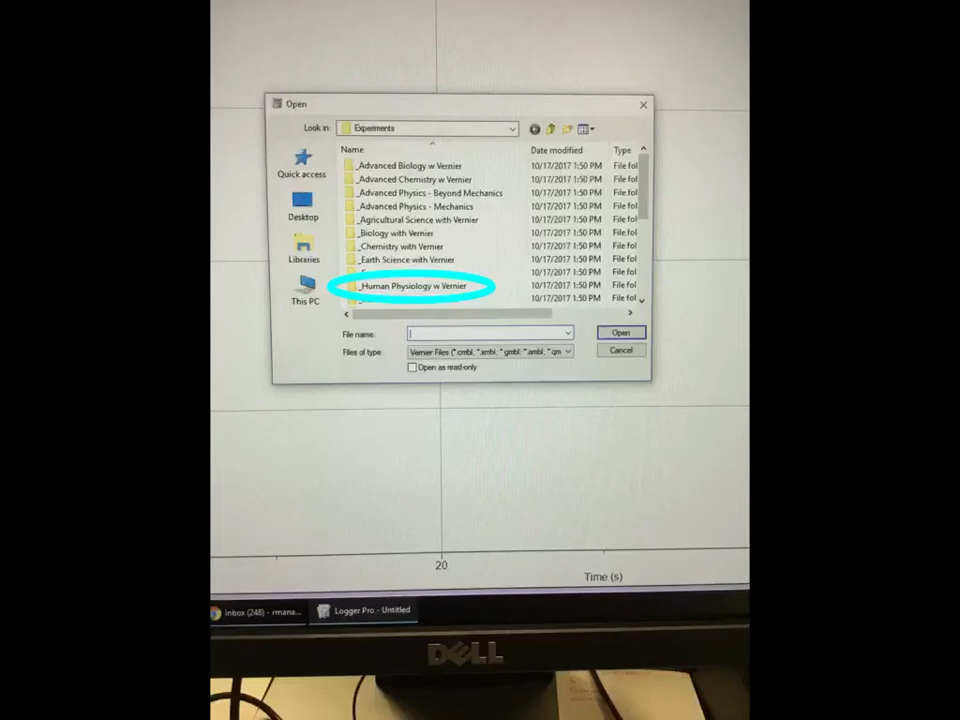 Open
Look in: Experiments
Name Date modified Type
_Advanced Biology w Vernier 10/17/2017 1:50 PM File fol
_Advanced Chemistry w Vernier 10/17/2017 1:50 PM File fol
_Advanced Physics - Beyond Mechanics 10/17/2017 1:50 PM File fol
_Advanced Physics - Mechanics 10/17/2017 1:50 PM File fol
_Agricultural Science with Vernier 10/17/2017 1:50 PM File fol
_Biology with Vernier 10/17/2017 1:50 PM File fol
_Chemistry with Vernier 10/17/2017 1:50 PM File fol
_Earth Science with Vernier 10/17/2017 1:50 PM File fol
10/17/2017 1:50 PM File fol
_Human Physiology w Vernier 10/17/2017 1:50 PM File fol
10/17/2017 1:50 PM File fol
Quick access
Desktop
Libraries
This PC
File name: Open
Files of type: Vernier Files (*.cmbl; *.xmbl; *.gmbl; *.ambl; *.qm Cancel
Open as read-only
20
Time (s)
Inbox (248) - rmane... Logger Pro - Untitled
DELL